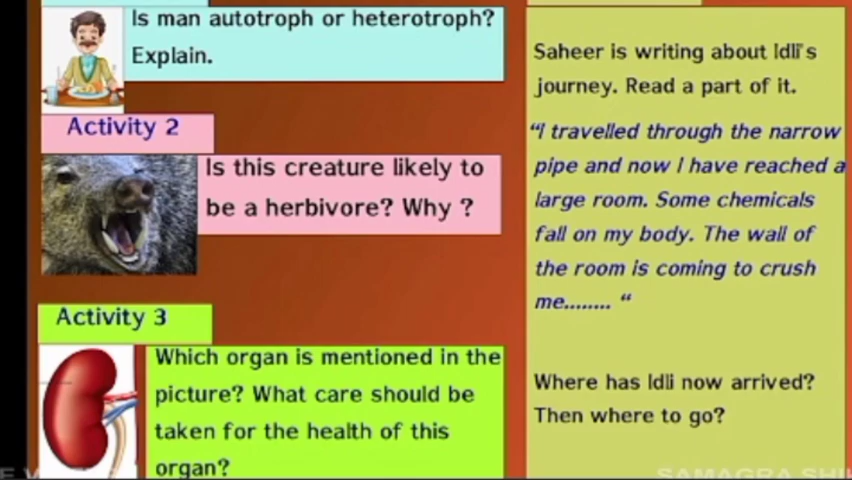 Is man autotroph or heterotroph?
Explain.
Activity 2
Is this creature likely to
be a herbivore? Why ?
Activity 3
Which organ is mentioned in the
picture? What care should be
taken for the health of this
organ?
Saheer is writing about Idli's
journey. Read a part of it.
“I travelled through the narrow
pipe and now I have reached a
large room. Some chemicals
fall on my body. The wall of
the room is coming to crush
me........ “
Where has Idli now arrived?
Then where to go?